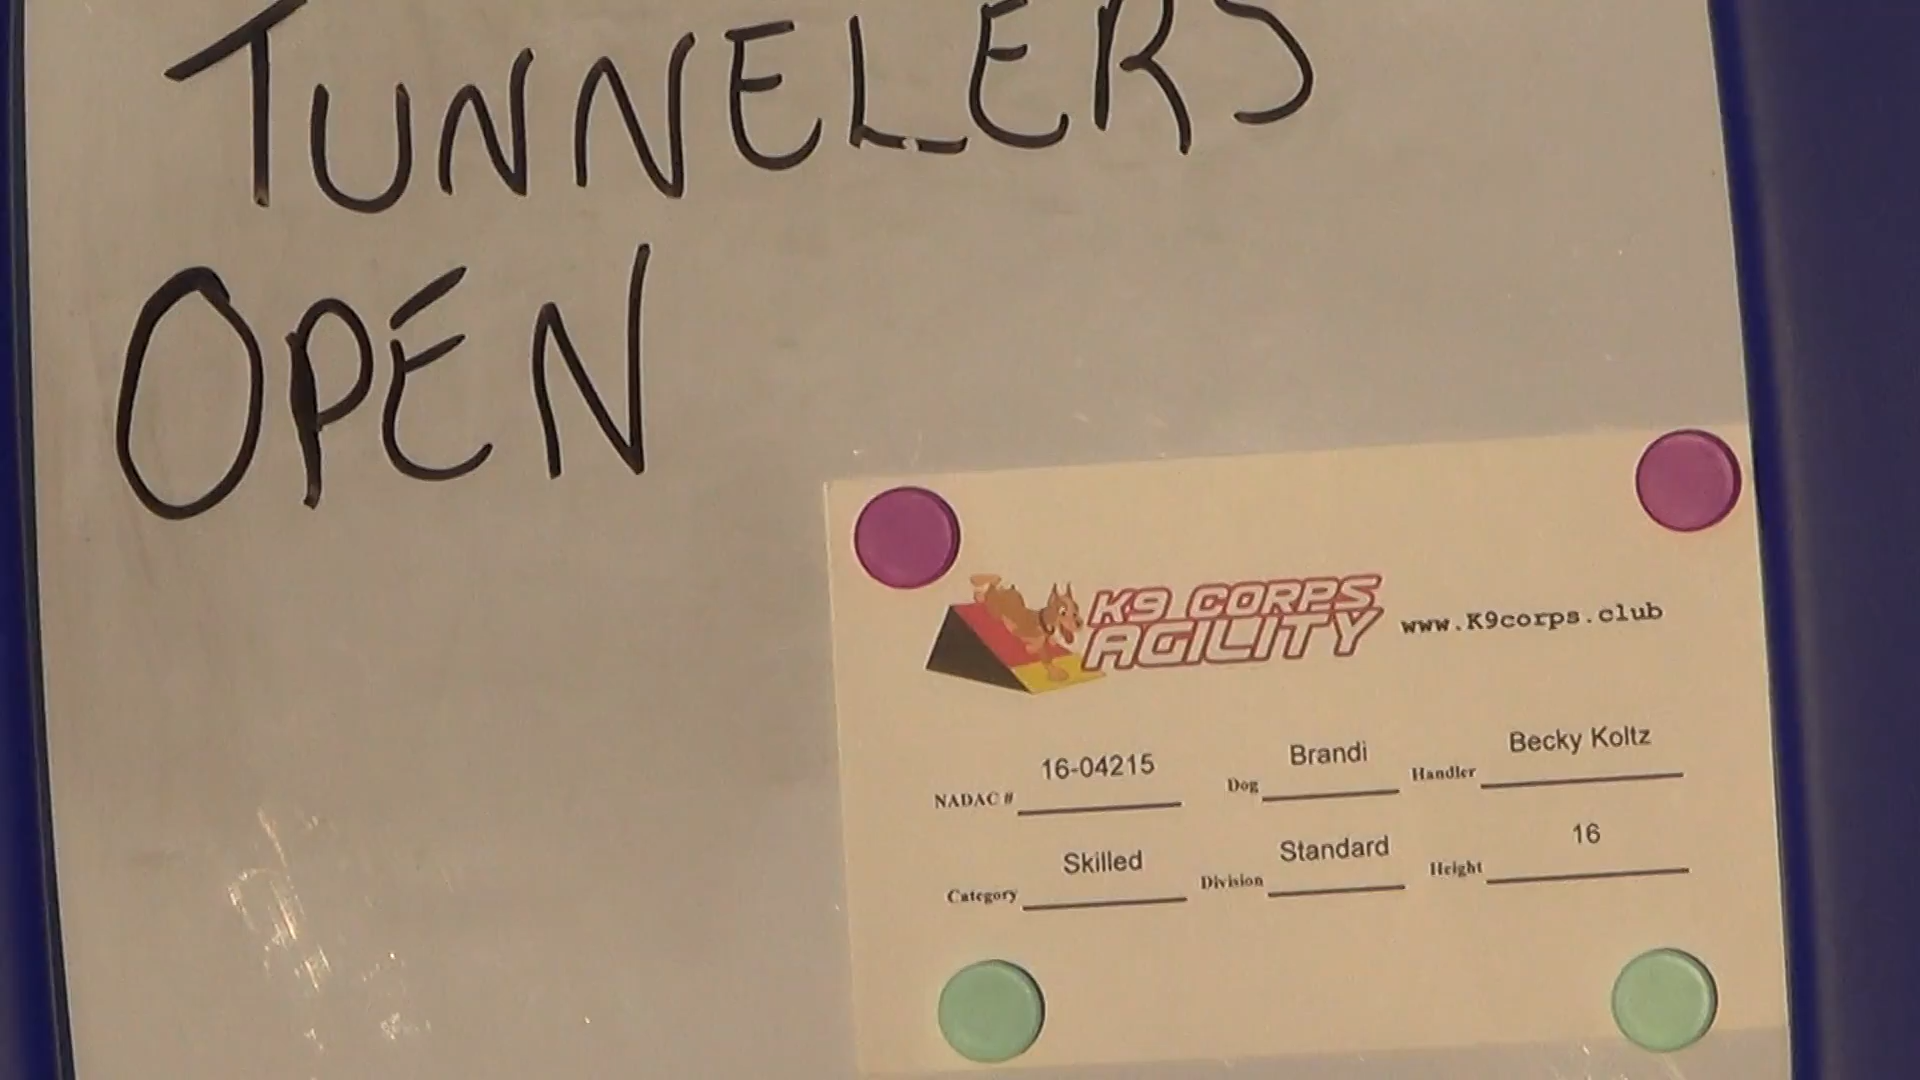 TUNNELERS
OPEN
K9 CORPS
AGILITY
www.K9corps.club
NADAC # 16-04215 Dog Brandi Handler Becky Koltz
Category Skilled Division Standard Height 16